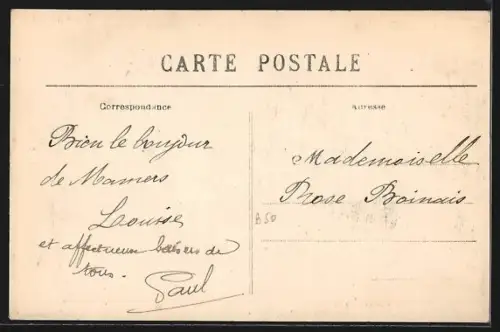 CARTE POSTALE
Correspondance
Adresse
Bien le bonjour
de Mamers
Louise
et affectueux baisers de
tous.
Paul
Mademoiselle
Rose Boinais
A50